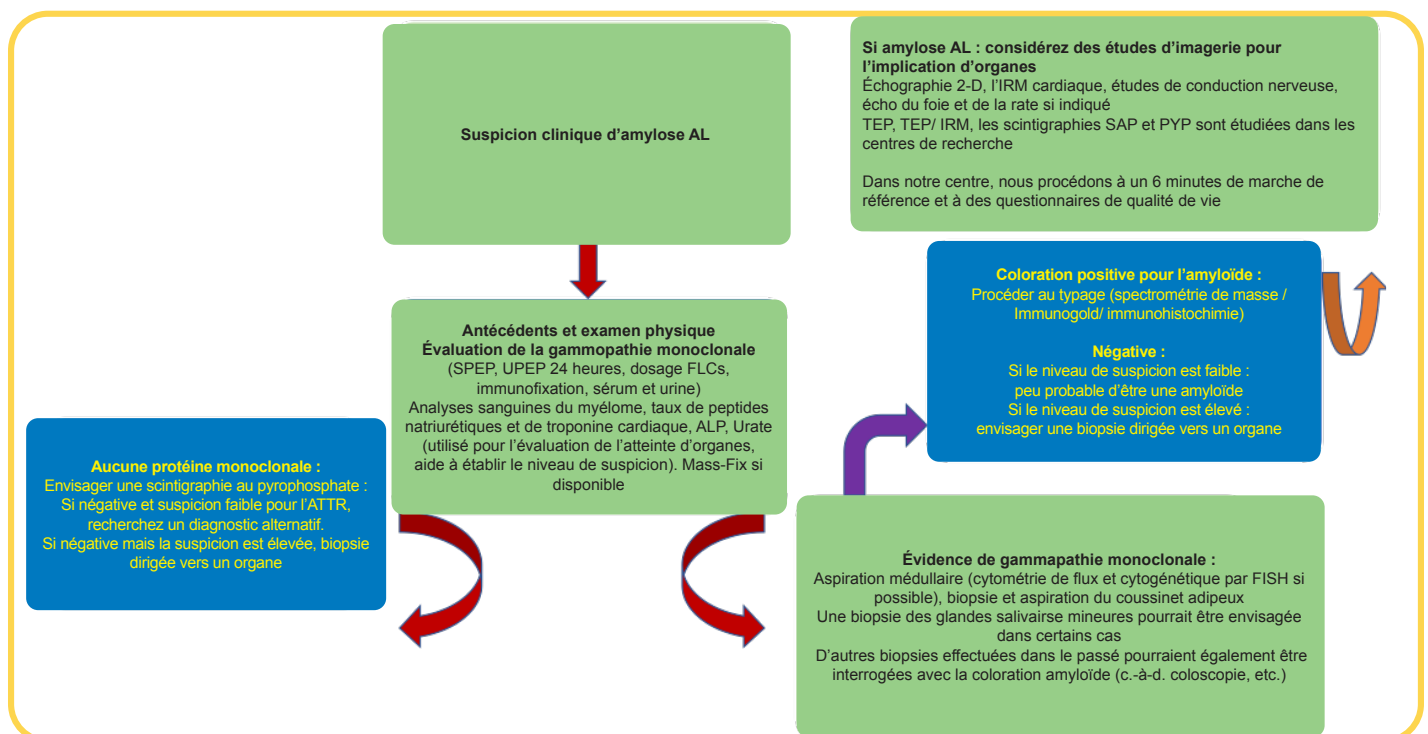 Suspicion clinique d'amylose AL
Si amylose AL : considérez des études d'imagerie pour
l'implication d'organes
Échographie 2-D, l'IRM cardiaque, études de conduction nerveuse,
écho du foie et de la rate si indiqué
TEP, TEP/ IRM, les scintigraphies SAP et PYP sont étudiées dans les
centres de recherche
Dans notre centre, nous procédons à un 6 minutes de marche de
référence et à des questionnaires de qualité de vie
Antécédents et examen physique
Évaluation de la gammopathie monoclonale
(SPEP, UPEP 24 heures, dosage FLCs,
immunofixation, sérum et urine)
Analyses sanguines du myélome, taux de peptides
natriurétiques et de troponine cardiaque, ALP, Urate
(utilisé pour l'évaluation de l'atteinte d'organes,
aide à établir le niveau de suspicion). Mass-Fix si
disponible
Coloration positive pour l'amyloïde :
Procéder au typage (spectrométrie de masse /
Immunogold/ immunohistochimie)
Négative :
Si le niveau de suspicion est faible :
peu probable d'être une amyloïde
Si le niveau de suspicion est élevé :
envisager une biopsie dirigée vers un organe
Aucune protéine monoclonale :
Envisager une scintigraphie au pyrophosphate :
Si négative et suspicion faible pour l'ATTR,
recherchez un diagnostic alternatif.
Si négative mais la suspicion est élevée, biopsie
dirigée vers un organe
Évidence de gammapathie monoclonale :
Aspiration médullaire (cytométrie de flux et cytogénétique par FISH si
possible), biopsie et aspiration du coussinet adipeux
Une biopsie des glandes salivairse mineures pourrait être envisagée
dans certains cas
D'autres biopsies effectuées dans le passé pourraient également être
interrogées avec la coloration amyloïde (c.-à-d. coloscopie, etc.)